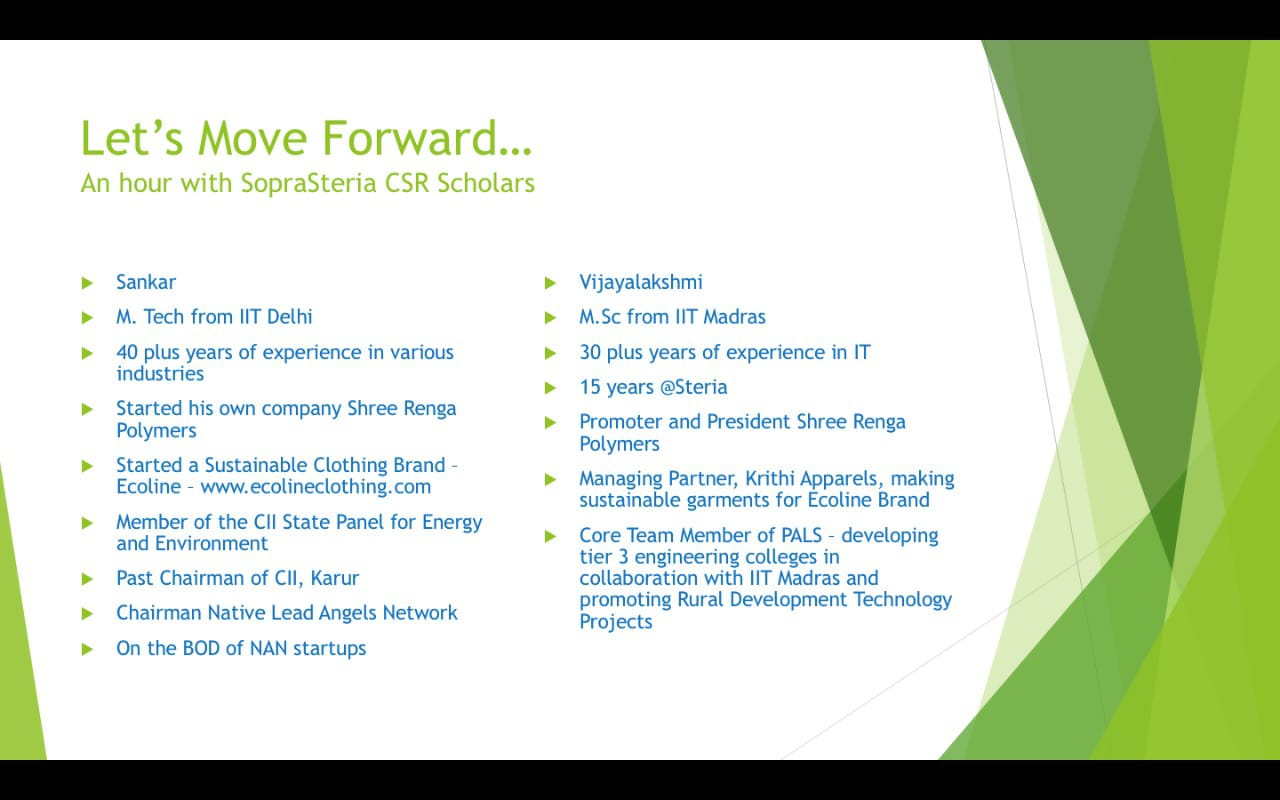 Let’s Move Forward…
An hour with SopraSteria CSR Scholars
Sankar
M. Tech from IIT Delhi
40 plus years of experience in various
industries
Started his own company Shree Renga
Polymers
Started a Sustainable Clothing Brand –
Ecoline – www.ecolineclothing.com
Member of the CII State Panel for Energy
and Environment
Past Chairman of CII, Karur
Chairman Native Lead Angels Network
On the BOD of NAN startups
Vijayalakshmi
M.Sc from IIT Madras
30 plus years of experience in IT
15 years @Steria
Promoter and President Shree Renga
Polymers
Managing Partner, Krithi Apparels, making
sustainable garments for Ecoline Brand
Core Team Member of PALS – developing
tier 3 engineering colleges in
collaboration with IIT Madras and
promoting Rural Development Technology
Projects